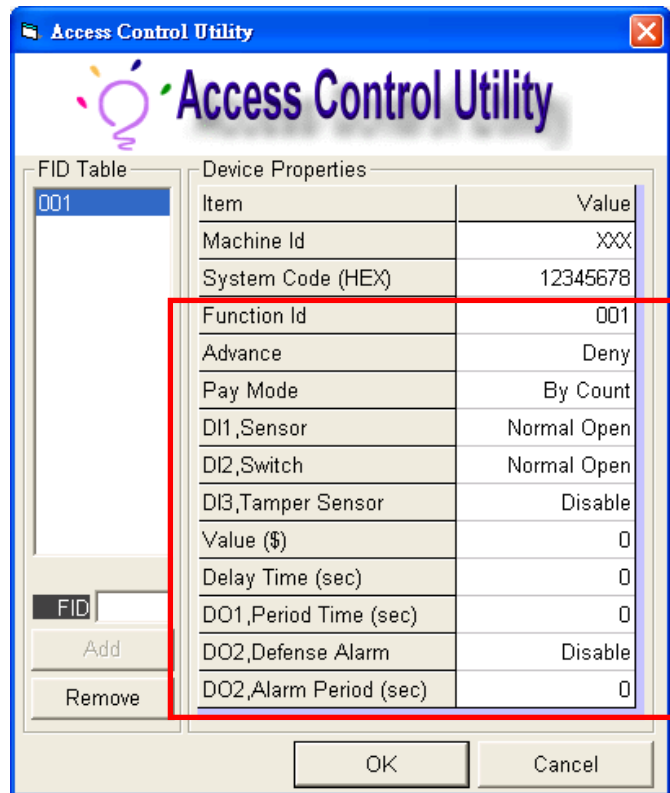 Access Control Utility
Access Control Utility
FID Table
001
FID
Add
Remove
Device Properties
Item Value
Machine Id XXX
System Code (HEX) 12345678
Function Id 001
Advance Deny
Pay Mode By Count
DI1,Sensor Normal Open
DI2,Switch Normal Open
DI3,Tamper Sensor Disable
Value ($) 0
Delay Time (sec) 0
DO1,Period Time (sec) 0
DO2,Defense Alarm Disable
DO2,Alarm Period (sec) 0
OK Cancel